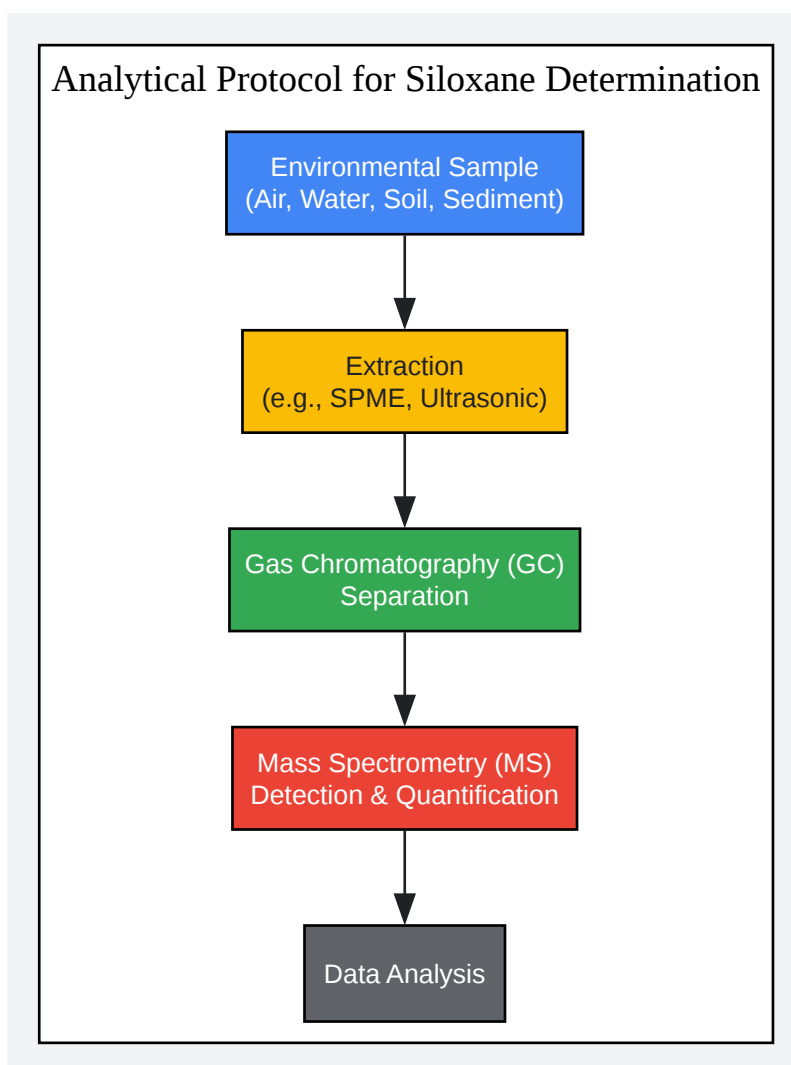 Analytical Protocol for Siloxane Determination
Environmental Sample
(Air, Water, Soil, Sediment)
Extraction
(e.g., SPME, Ultrasonic)
Gas Chromatography (GC)
Separation
Mass Spectrometry (MS)
Detection & Quantification
Data Analysis